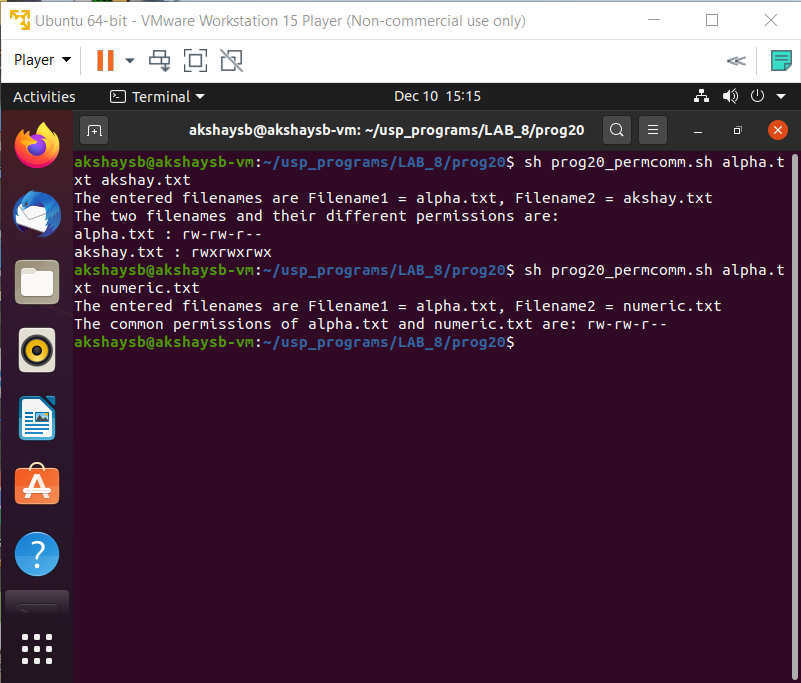 Ubuntu 64-bit - VMware Workstation 15 Player (Non-commercial use only)
Player
Activities
Terminal
Dec 10 15:15
akshaysb@akshaysb-vm: ~/usp_programs/LAB_8/prog20
akshaysb@akshaysb-vm:~/usp_programs/LAB_8/prog20$ sh prog20_permcomm.sh alpha.t
xt akshay.txt
The entered filenames are Filename1 = alpha.txt, Filename2 = akshay.txt
The two filenames and their different permissions are:
alpha.txt : rw-rw-r--
akshay.txt : rwxrwxrwx
akshaysb@akshaysb-vm:~/usp_programs/LAB_8/prog20$ sh prog20_permcomm.sh alpha.t
xt numeric.txt
The entered filenames are Filename1 = alpha.txt, Filename2 = numeric.txt
The common permissions of alpha.txt and numeric.txt are: rw-rw-r--
akshaysb@akshaysb-vm:~/usp_programs/LAB_8/prog20$